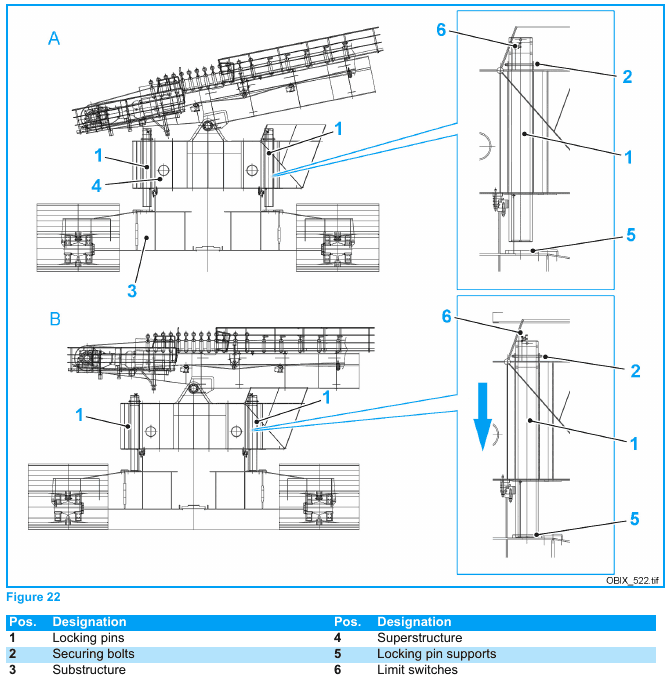 A
6
2
1
1
1
4
5
3
B
6
2
1
1
1
5
OBIX_522.tif
Figure 22
Pos. Designation Pos. Designation
1 Locking pins 4 Superstructure
2 Securing bolts 5 Locking pin supports
3 Substructure 6 Limit switches